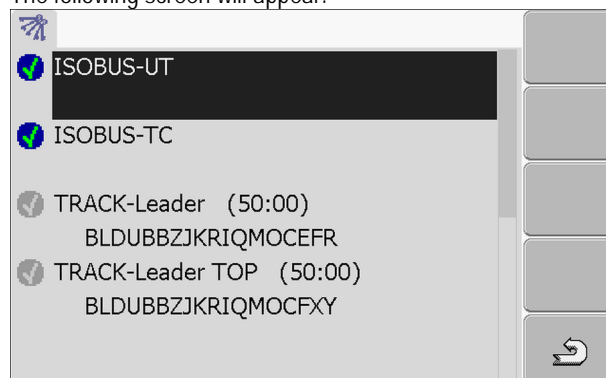 The following screen will appear:
ISOBUS-UT
ISOBUS-TC
TRACK-Leader (50:00)
BLDUBBZJKRIQMOCEFR
TRACK-Leader TOP (50:00)
BLDUBBZJKRIQMOCFXY